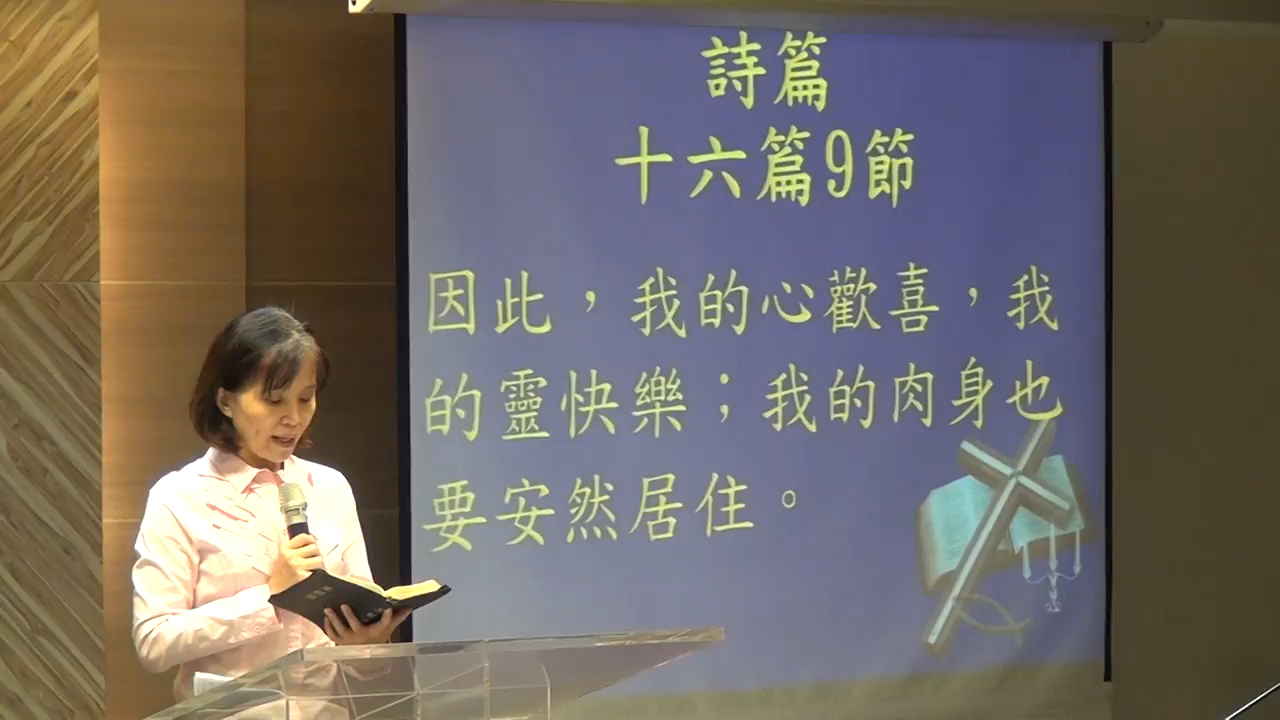 詩篇
十六篇9節
因此，我的心歡喜，我
的靈快樂；我的肉身也
要安然居住。